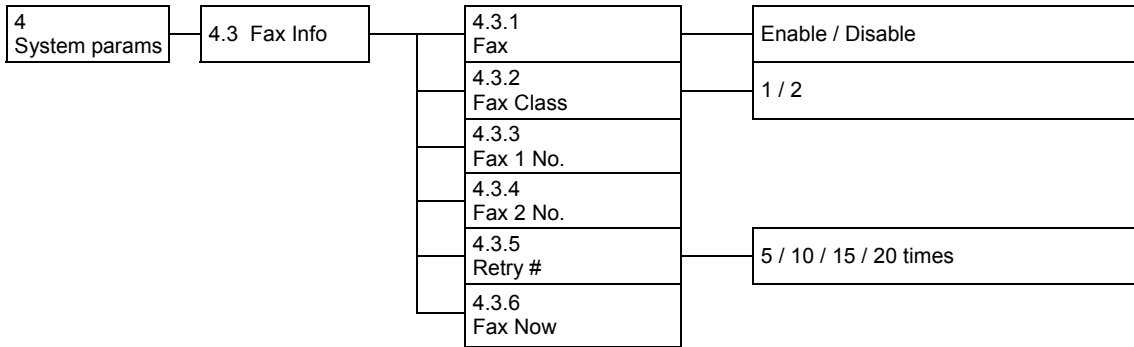 4
System params
4.3 Fax Info
4.3.1
Fax
Enable / Disable
4.3.2
Fax Class
1 / 2
4.3.3
Fax 1 No.
4.3.4
Fax 2 No.
4.3.5
Retry #
5 / 10 / 15 / 20 times
4.3.6
Fax Now